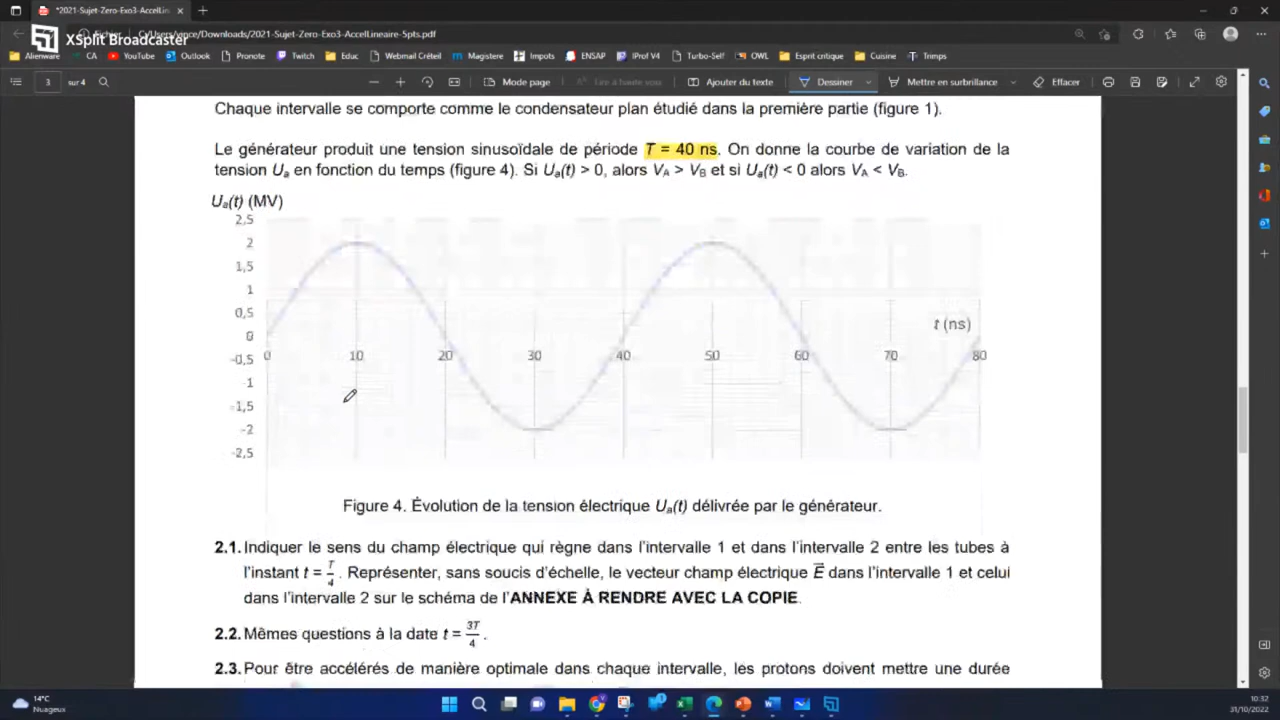 *2021-Sujet-Zero-Exo3-AccelLineaire-5pts.pdf
XSplit Broadcaster
C:/Users/vence/Downloads/2021-Sujet-Zero-Exo3-AccelLineaire-5pts.pdf
Alienware CA YouTube Outlook Pronote Twitch Educ Magistere Impots ENSAP IProf V4 Turbo-Self OWL Esprit critique Cuisine Trimps
3 sur 4 Mode page Lire à haute voix Ajouter du texte Dessiner Mettre en surbrillance Effacer
Chaque intervalle se comporte comme le condensateur plan étudié dans la première partie (figure 1).
Le générateur produit une tension sinusoïdale de période T = 40 ns. On donne la courbe de variation de la
tension Ua en fonction du temps (figure 4). Si Ua(t) > 0, alors VA > VB et si Ua(t) < 0 alors VA < VB.
Ua(t) (MV)
2,5
2
1,5
1
0,5
t (ns)
0
0 10 20 30 40 50 60 70 80
-0,5
-1
-1,5
-2
-2,5
Figure 4. Évolution de la tension électrique Ua(t) délivrée par le générateur.
2.1. Indiquer le sens du champ électrique qui règne dans l'intervalle 1 et dans l'intervalle 2 entre les tubes à
l'instant t = T/4. Représenter, sans soucis d'échelle, le vecteur champ électrique E⃗ dans l'intervalle 1 et celui
dans l'intervalle 2 sur le schéma de l'ANNEXE À RENDRE AVEC LA COPIE.
2.2. Mêmes questions à la date t = 3T/4.
2.3. Pour être accélérés de manière optimale dans chaque intervalle, les protons doivent mettre une durée
14°C
Nuageux
10:32
31/10/2022